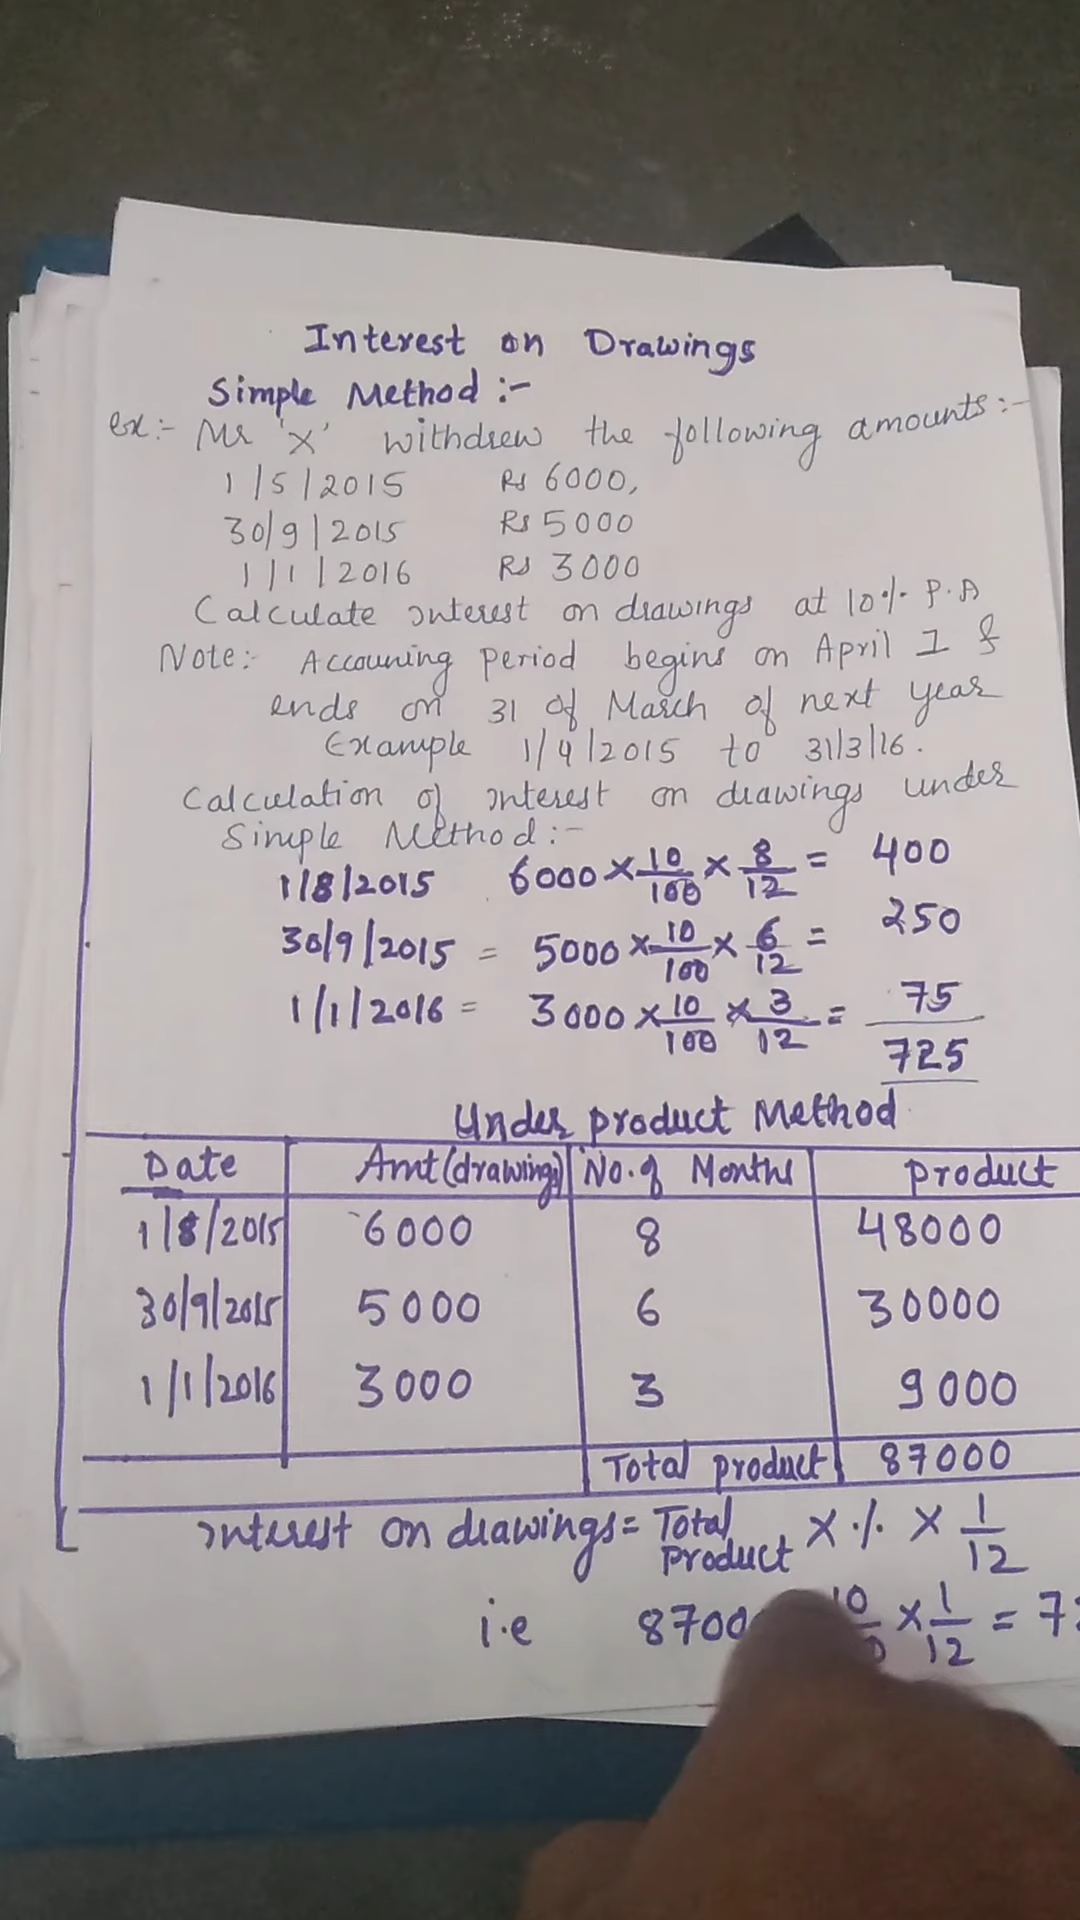 Interest on Drawings
Simple Method :-
ex:- Mr 'X' withdrew the following amounts:-
1/5/2015 Rs 6000,
30/9/2015 Rs 5000
1/1/2016 Rs 3000
Calculate interest on drawings at 10% P.A
Note:- Accouning period begins on April 1 &
ends on 31 of March of next year
Example 1/4/2015 to 31/3/16.
Calculation of interest on drawings under
Simple Method:-
1/8/2015 6000 × 10/100 × 8/12 = 400
30/9/2015 = 5000 × 10/100 × 6/12 = 250
1/1/2016 = 3000 × 10/100 × 3/12 = 75
725
Under product Method
Date Amt(drawings) No.of Months product
1/8/2015 6000 8 48000
30/9/2015 5000 6 30000
1/1/2016 3000 3 9000
Total product 87000
interest on drawings = Total Product × % × 1/12
i.e 8700 10 × 1/12 = 7